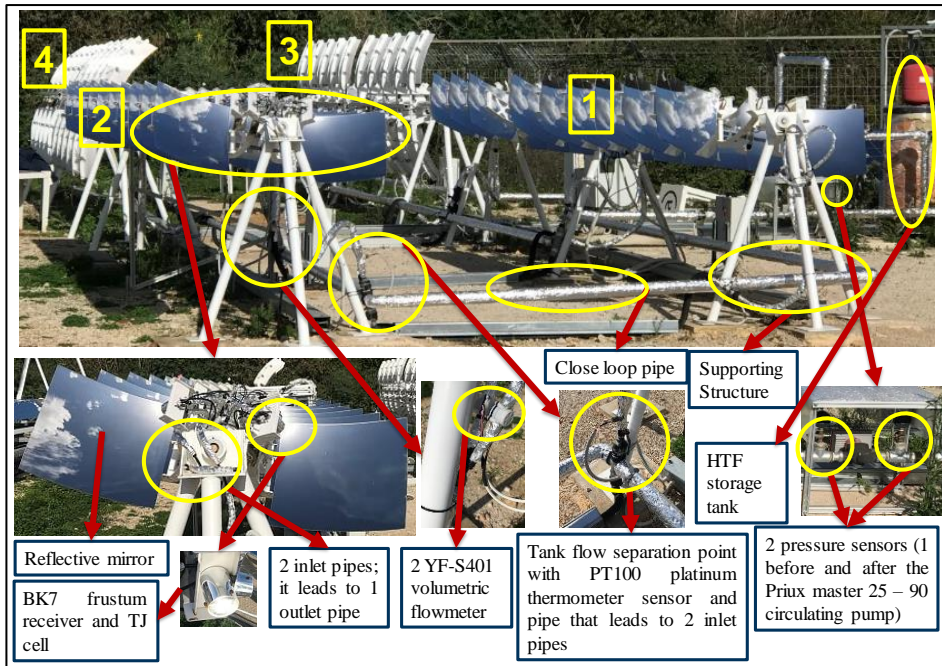 4
3
2
1
Close loop pipe
Supporting
Structure
HTF
storage
tank
Reflective mirror
BK7 frustum
receiver and TJ
cell
2 inlet pipes;
it leads to 1
outlet pipe
2 YF-S401
volumetric
flowmeter
Tank flow separation point
with PT100 platinum
thermometer sensor and
pipe that leads to 2 inlet
pipes
2 pressure sensors (1
before and after the
Priux master 25 – 90
circulating pump)